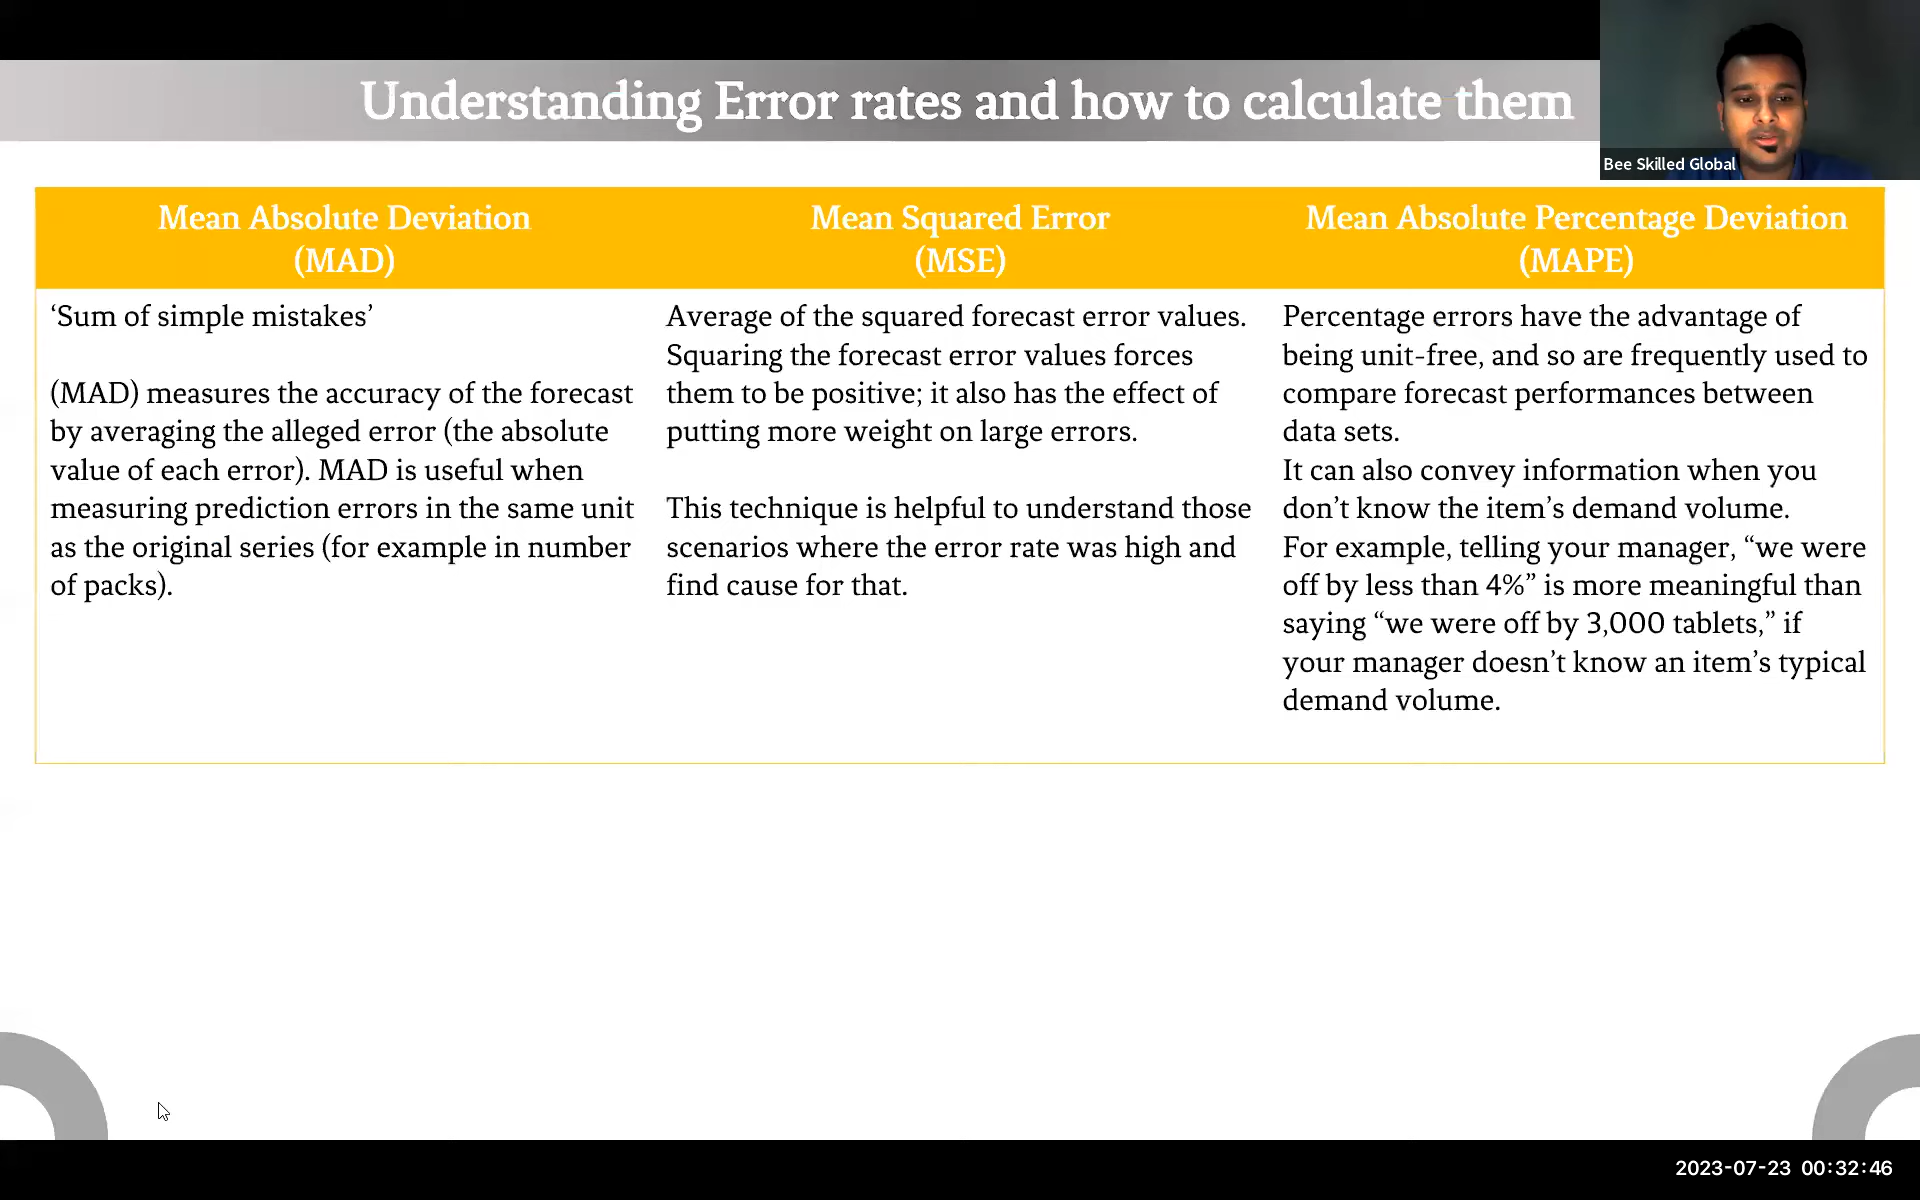 Understanding Error rates and how to calculate them
Bee Skilled Global
Mean Absolute Deviation
(MAD)
‘Sum of simple mistakes’
(MAD) measures the accuracy of the forecast
by averaging the alleged error (the absolute
value of each error). MAD is useful when
measuring prediction errors in the same unit
as the original series (for example in number
of packs).
Mean Squared Error
(MSE)
Average of the squared forecast error values.
Squaring the forecast error values forces
them to be positive; it also has the effect of
putting more weight on large errors.
This technique is helpful to understand those
scenarios where the error rate was high and
find cause for that.
Mean Absolute Percentage Deviation
(MAPE)
Percentage errors have the advantage of
being unit-free, and so are frequently used to
compare forecast performances between
data sets.
It can also convey information when you
don’t know the item’s demand volume.
For example, telling your manager, “we were
off by less than 4%” is more meaningful than
saying “we were off by 3,000 tablets,” if
your manager doesn’t know an item’s typical
demand volume.
2023-07-23 00:32:46